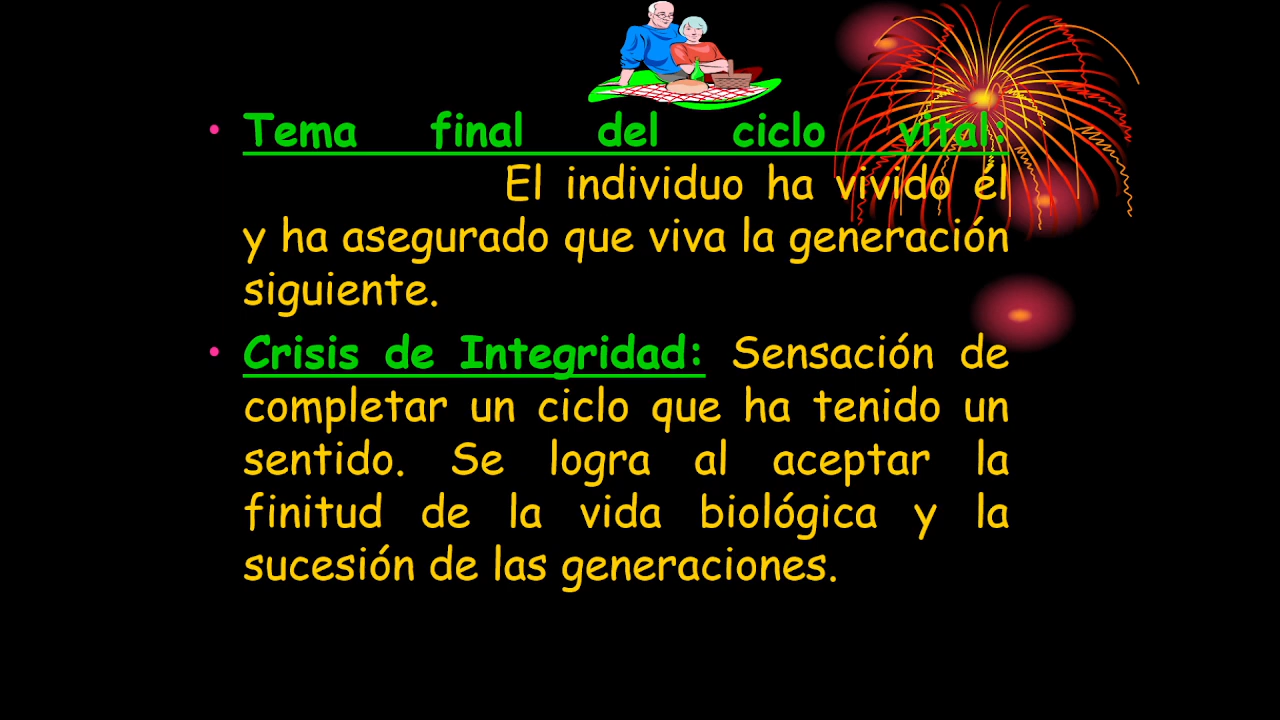 • Tema final del ciclo vital:
El individuo ha vivido él
y ha asegurado que viva la generación
siguiente.
• Crisis de Integridad: Sensación de
completar un ciclo que ha tenido un
sentido. Se logra al aceptar la
finitud de la vida biológica y la
sucesión de las generaciones.